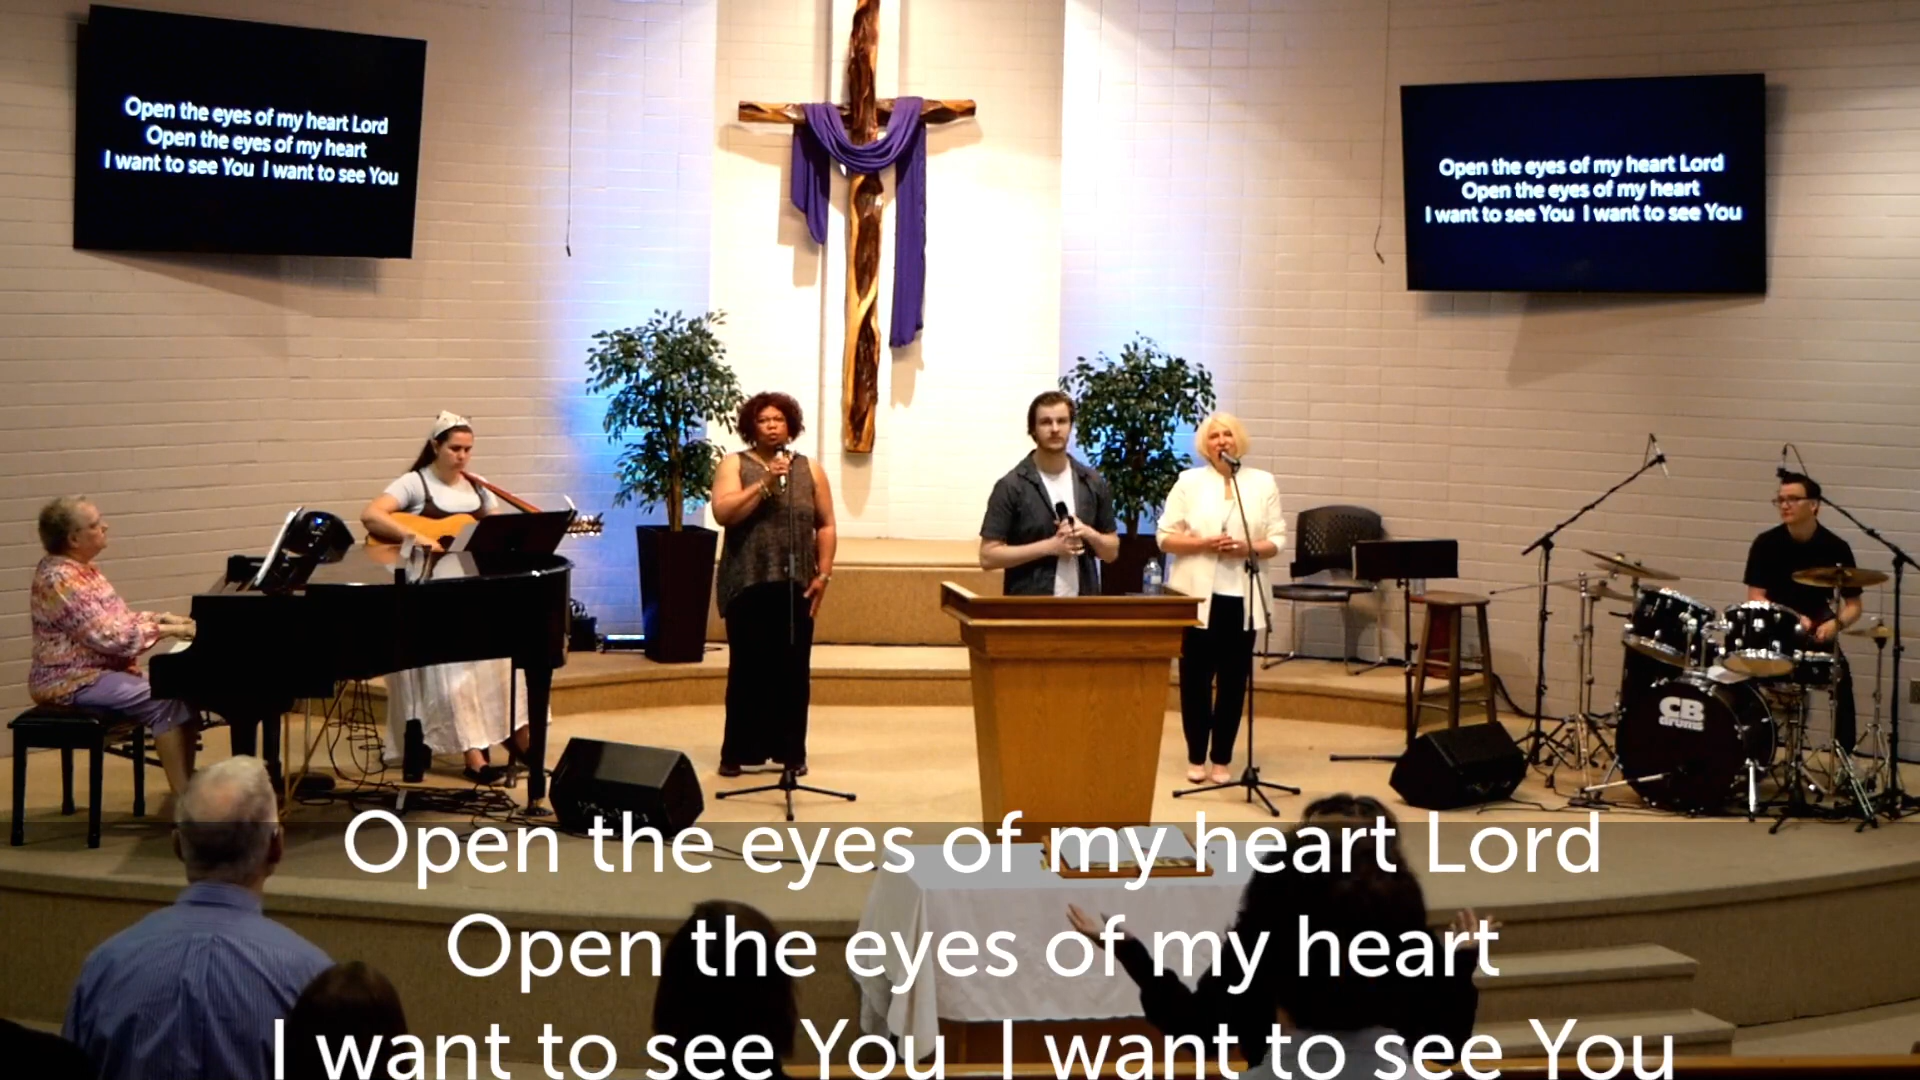 Open the eyes of my heart Lord
Open the eyes of my heart
I want to see You I want to see You
Open the eyes of my heart Lord
Open the eyes of my heart
I want to see You I want to see You
CB
drums
Open the eyes of my heart Lord
Open the eyes of my heart
I want to see You I want to see You